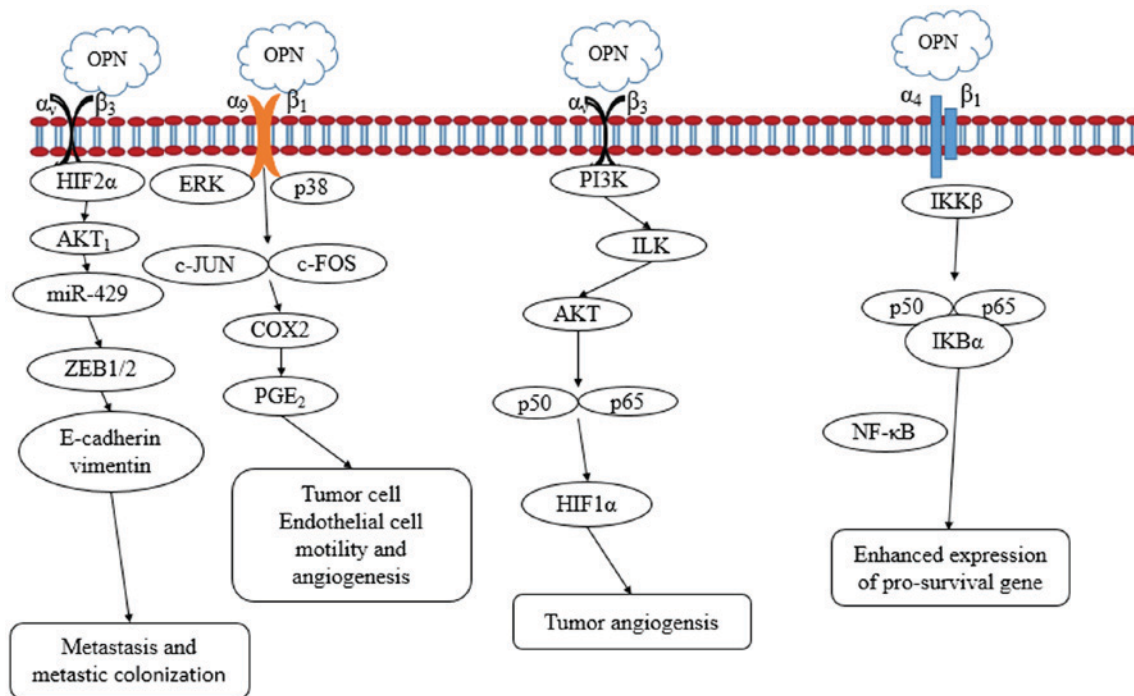 OPN
αv
β3
HIF2α
AKT1
miR-429
ZEB1/2
E-cadherin
vimentin
Metastasis and
metastic colonization
OPN
α9
β1
ERK
p38
c-JUN
c-FOS
COX2
PGE2
Tumor cell
Endothelial cell
motility and
angiogenesis
OPN
αv
β3
PI3K
ILK
AKT
p50
p65
HIF1α
Tumor angiogenesis
OPN
α4
β1
IKKβ
p50
p65
IKBα
NF-κB
Enhanced expression
of pro-survival gene